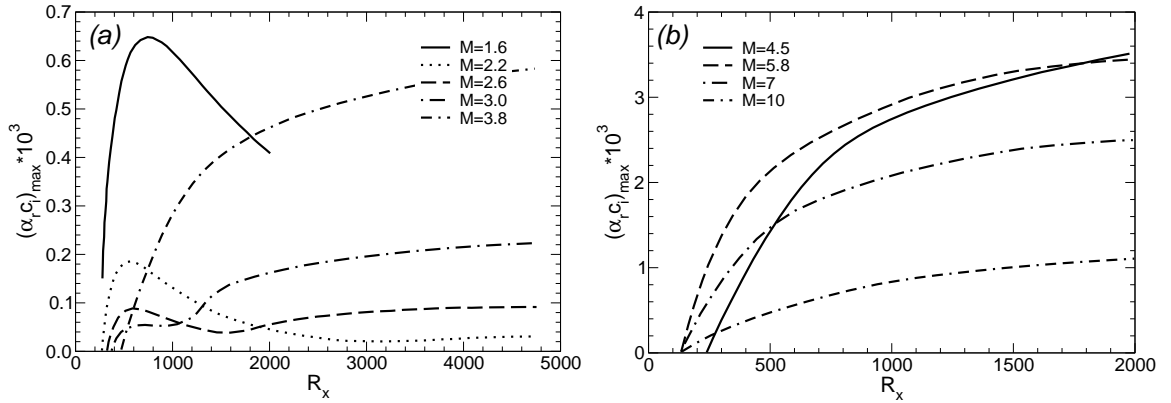 (a)
M=1.6
M=2.2
M=2.6
M=3.0
M=3.8
0.7
0.6
0.5
0.4
0.3
0.2
0.1
0.0
(α_r c_i)_max*10^3
0 1000 2000 3000 4000 5000
R_x
(b)
M=4.5
M=5.8
M=7
M=10
4
3
2
1
0
(α_r c_i)_max*10^3
0 500 1000 1500 2000
R_x